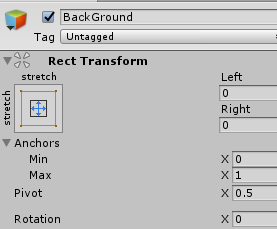 BackGround
Tag Untagged
Rect Transform
stretch
stretch
Left
0
Right
0
Anchors
Min X 0
Max X 1
Pivot X 0.5
Rotation X 0